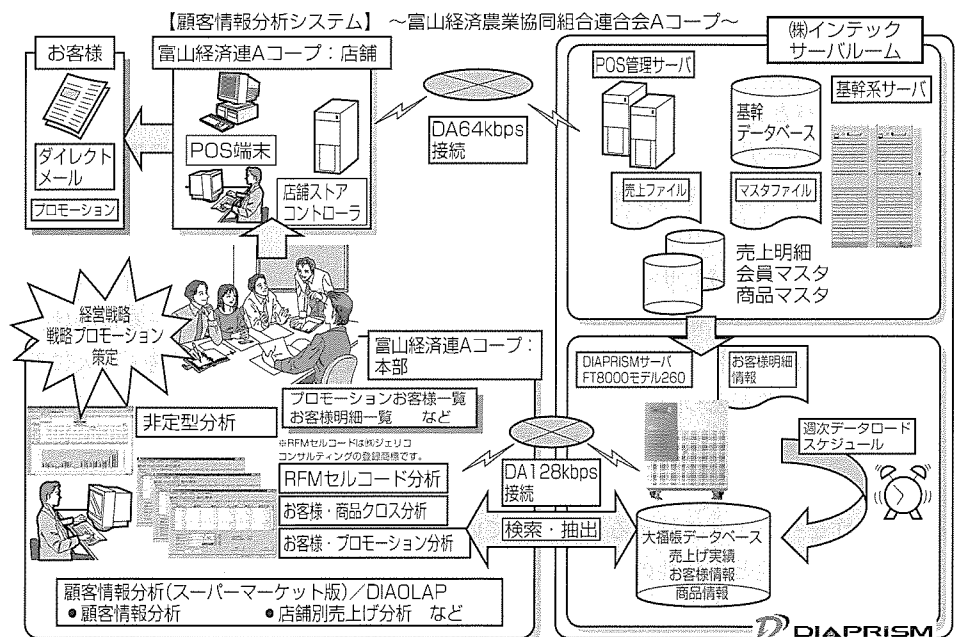 【顧客情報分析システム】 ～富山経済農業協同組合連合会Aコープ～
お客様
ダイレクト
メール
プロモーション
富山経済連Aコープ：店舗
POS端末
店舗ストア
コントローラ
DA64kbps
接続
㈱インテック
サーバルーム
POS管理サーバ
基幹
データベース
基幹系サーバ
売上ファイル
マスタファイル
売上明細
会員マスタ
商品マスタ
経営戦略
戦略プロモーション
策定
富山経済連Aコープ：
本部
プロモーションお客様一覧
お客様明細一覧 など
非定型分析
※RFMセルコードは㈱ジェリコ
コンサルティングの登録商標です。
RFMセルコード分析
お客様・商品クロス分析
お客様・プロモーション分析
DA128kbps
接続
検索・抽出
DIAPRISMサーバ
FT8000モデル260
お客様明細
情報
週次データロード
スケジュール
大福帳データベース
売上げ実績
お客様情報
商品情報
顧客情報分析(スーパーマーケット版)／DIAOLAP
● 顧客情報分析 ● 店舗別売上げ分析 など
DIAPRISM